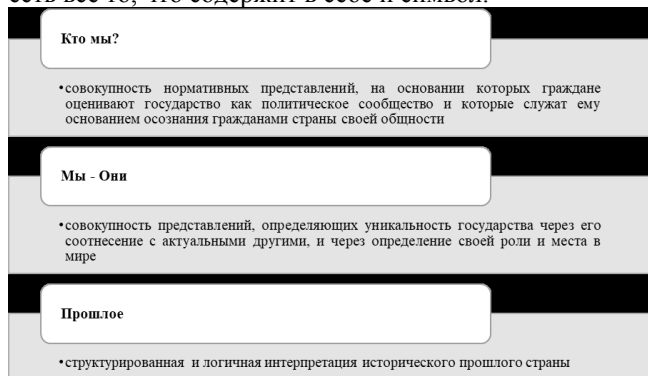 есть всё то, что содержит в себе и символ.
Кто мы?
•совокупность нормативных представлений, на основании которых граждане
оценивают государство как политическое сообщество и которые служат ему
основанием осознания гражданами страны своей общности
Мы - Они
•совокупность представлений, определяющих уникальность государства через его
соотнесение с актуальными другими, и через определение своей роли и места в
мире
Прошлое
•структурированная и логичная интерпретация исторического прошлого страны